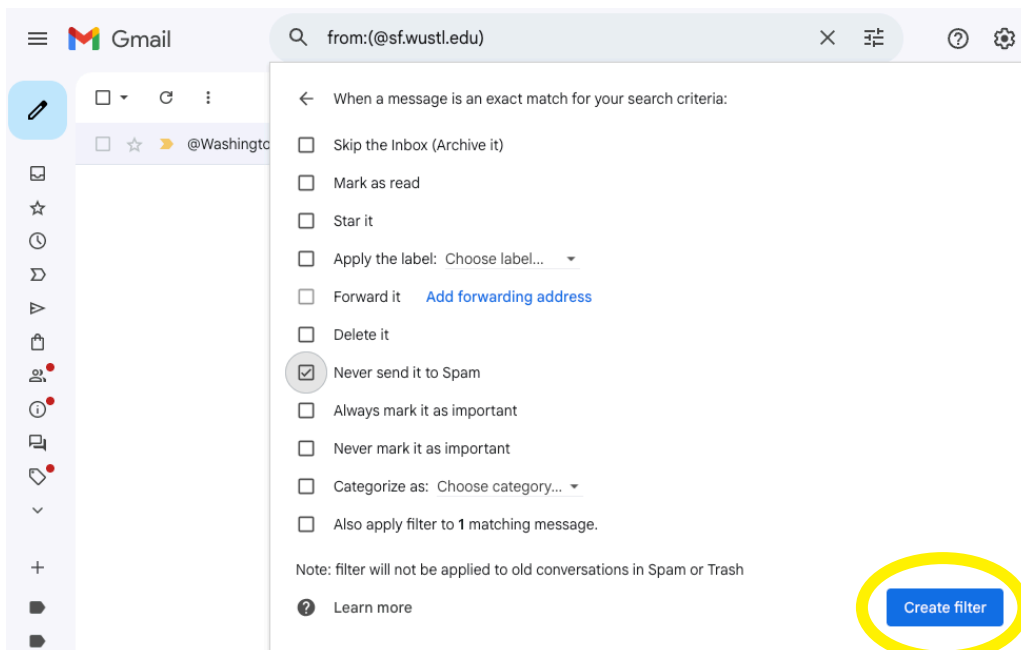 Gmail
from:(@sf.wustl.edu)
When a message is an exact match for your search criteria:
@Washingto
Skip the Inbox (Archive it)
Mark as read
Star it
Apply the label: Choose label...
Forward it Add forwarding address
Delete it
Never send it to Spam
Always mark it as important
Never mark it as important
Categorize as: Choose category...
Also apply filter to 1 matching message.
Note: filter will not be applied to old conversations in Spam or Trash
Learn more
Create filter